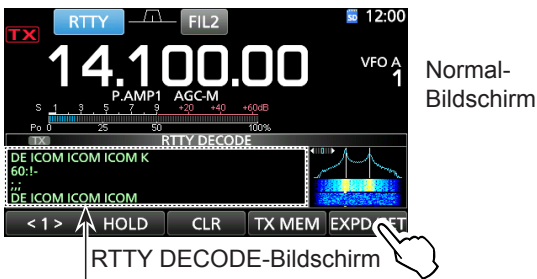 RTTY FIL2 SD 12:00
TX
14.100.00 VFO A
1
P.AMP1 AGC-M
S 1 3 5 7 9 +20 +40 +60dB
Po 0 25 50 100%
TX RTTY DECODE
DE ICOM ICOM ICOM K
60:!-
;;
DE ICOM ICOM ICOM
<1> HOLD CLR TX MEM
Normal-
Bildschirm
RTTY DECODE-Bildschirm